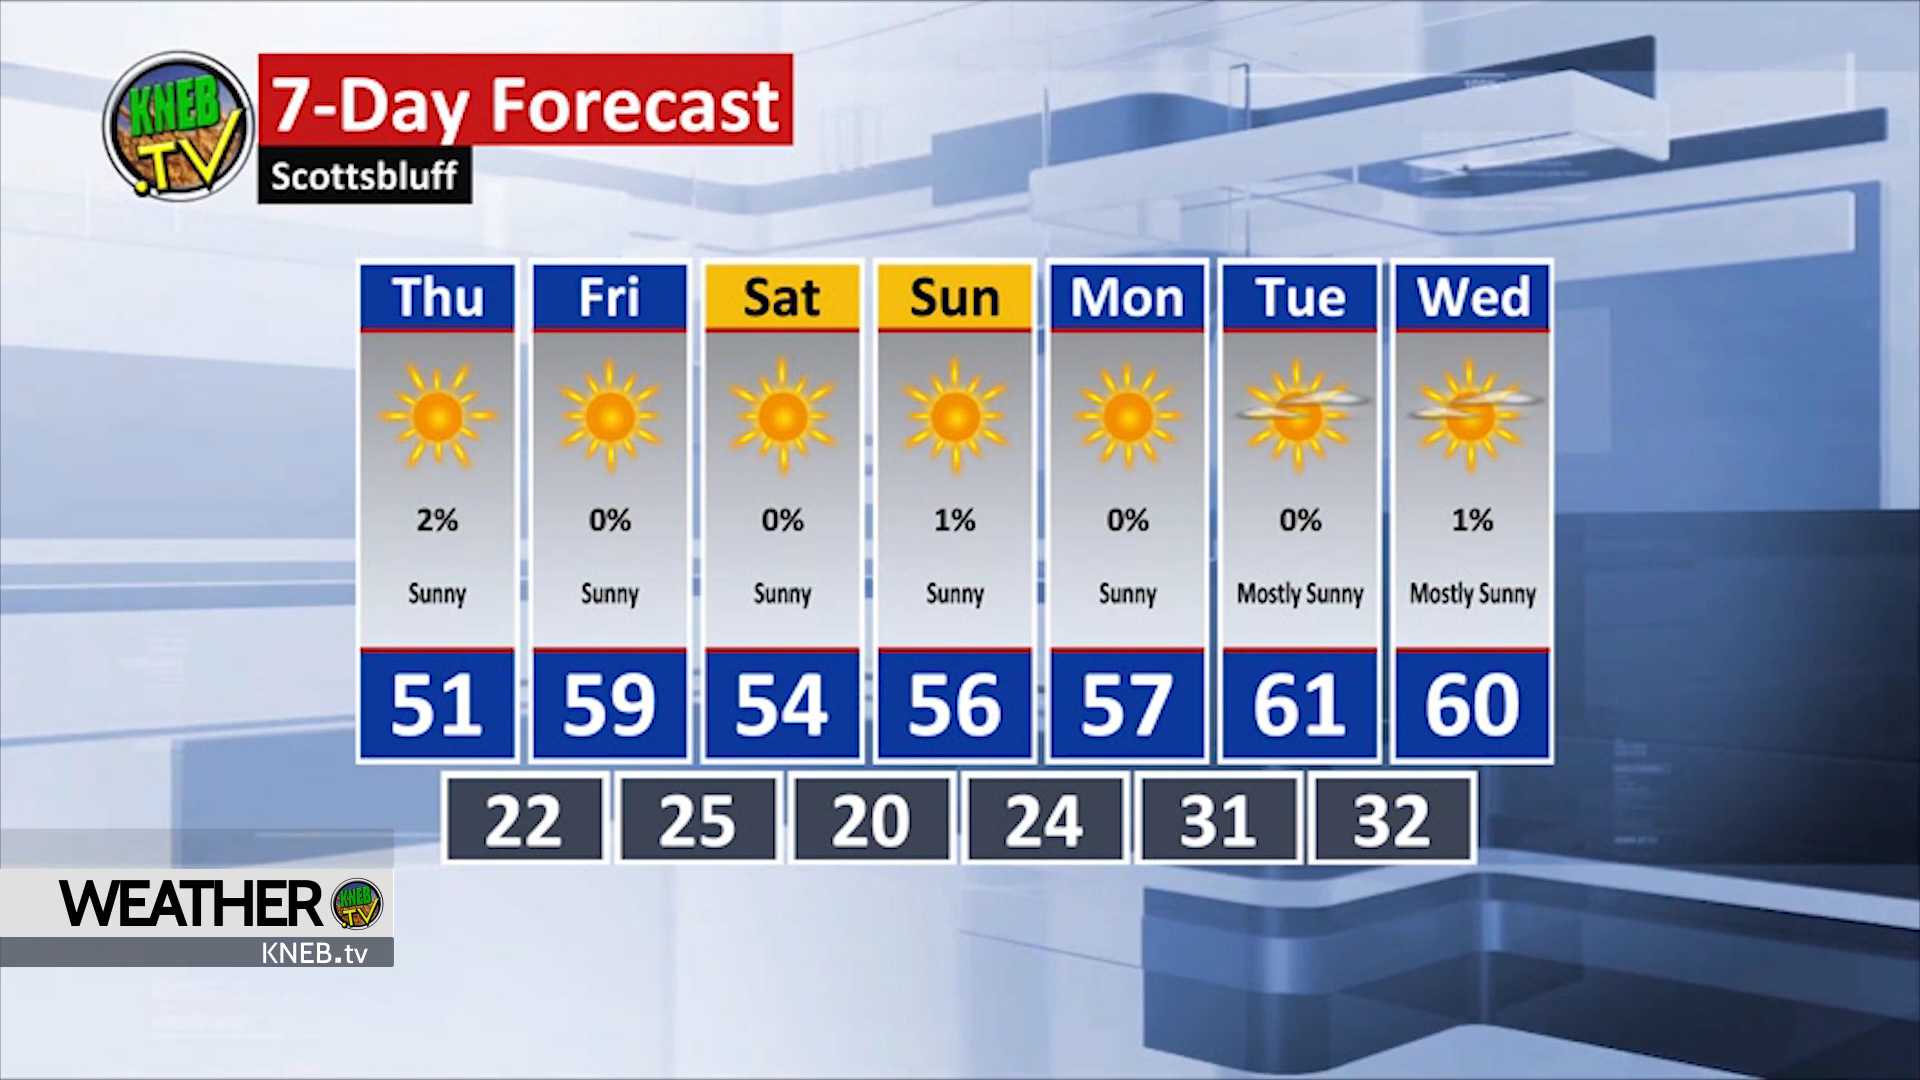 KNEB
.TV
7-Day Forecast
Scottsbluff
Thu Fri Sat Sun Mon Tue Wed
2% 0% 0% 1% 0% 0% 1%
Sunny Sunny Sunny Sunny Sunny Mostly Sunny Mostly Sunny
51 59 54 56 57 61 60
22 25 20 24 31 32
WEATHER KNEB .TV
KNEB.tv